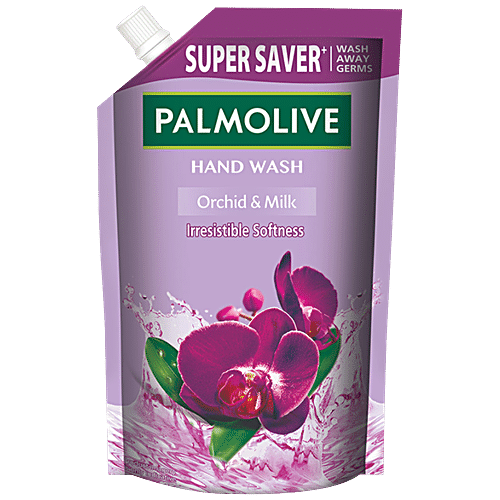 SUPER SAVER+
WASH
AWAY
GERMS
PALMOLIVE
HAND WASH
Orchid & Milk
Irresistible Softness